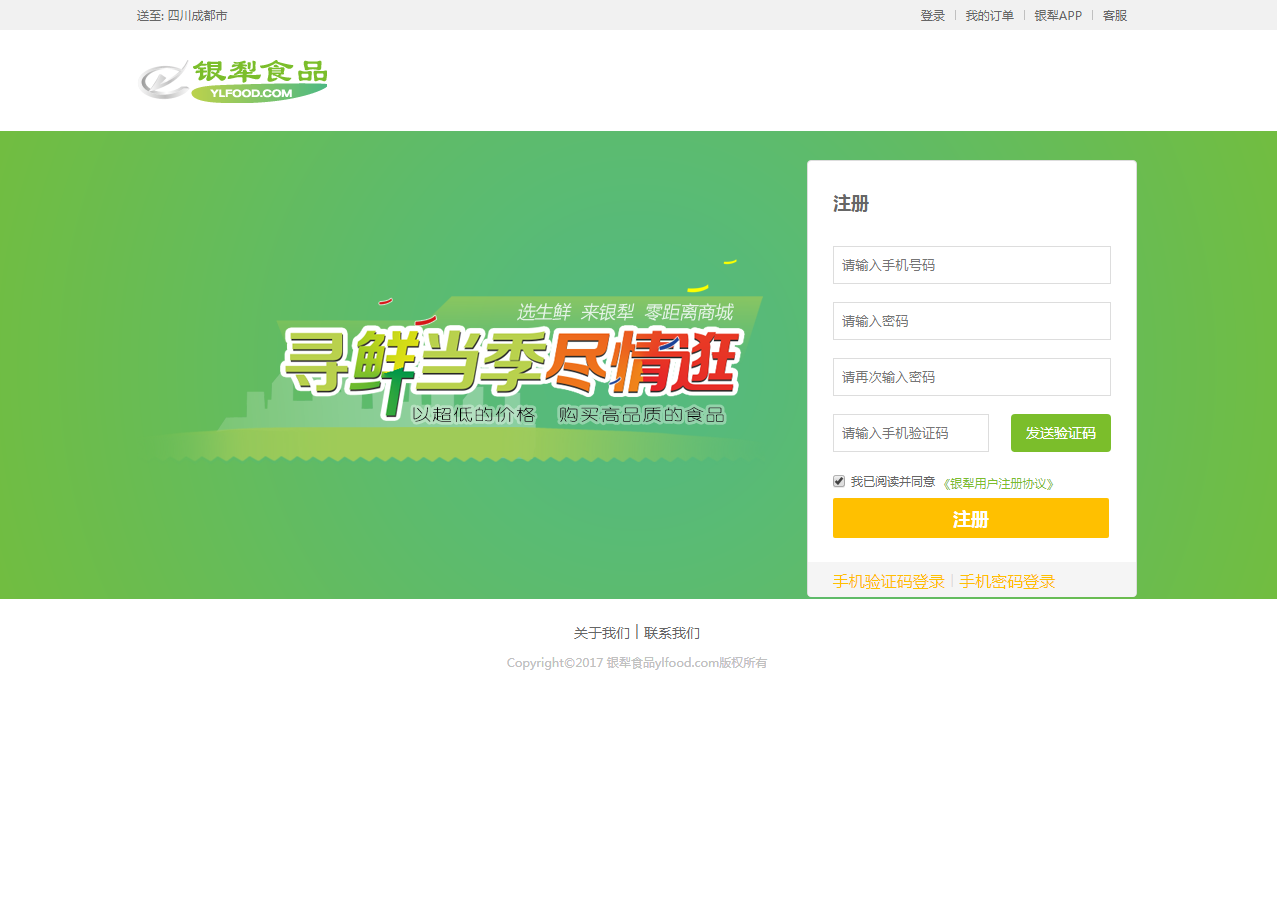 送至: 四川成都市
登录 | 我的订单 | 银犁APP | 客服
银犁食品
YLFOOD.COM
注册
请输入手机号码
选生鲜 来银犁 零距离商城
请输入密码
寻鲜当季尽情逛
请再次输入密码
以超低的价格 购买高品质的食品
请输入手机验证码 发送验证码
我已阅读并同意 《银犁用户注册协议》
注册
手机验证码登录 | 手机密码登录
关于我们 | 联系我们
Copyright©2017 银犁食品ylfood.com版权所有